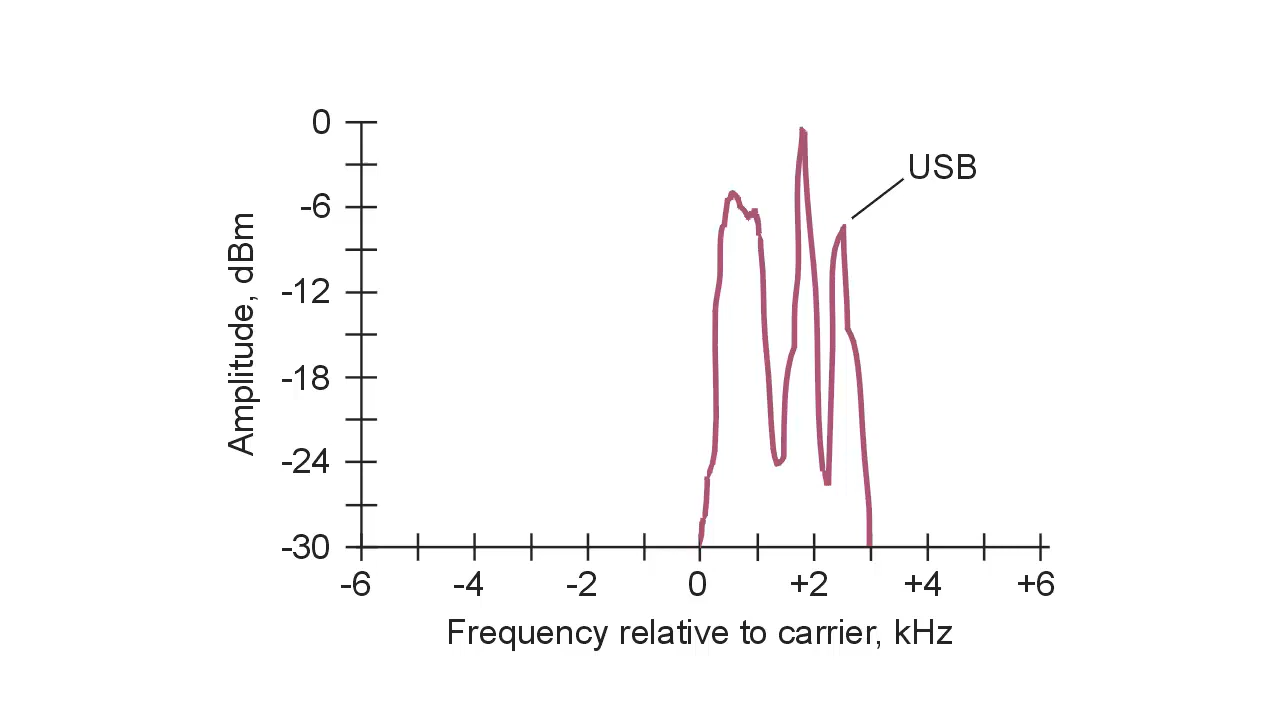 0
USB
-6
Amplitude, dBm
-12
-18
-24
-30
-6 -4 -2 0 +2 +4 +6
Frequency relative to carrier, kHz